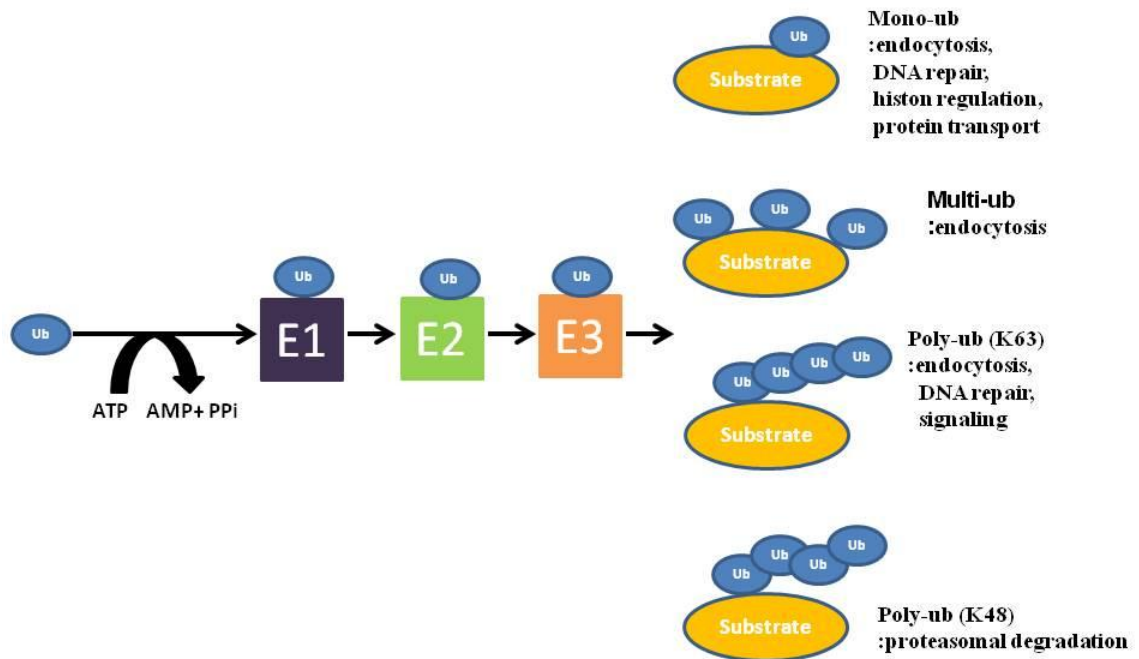 Mono-ub
:endocytosis,
DNA repair,
histon regulation,
protein transport
Ub
Substrate
Multi-ub
:endocytosis
Ub
Ub
Ub
Substrate
Ub
ATP
AMP+ PPi
Ub
E1
Ub
E2
Ub
E3
Poly-ub (K63)
:endocytosis,
DNA repair,
signaling
Ub
Ub
Ub
Ub
Substrate
Ub
Ub
Ub
Ub
Substrate
Poly-ub (K48)
:proteasomal degradation